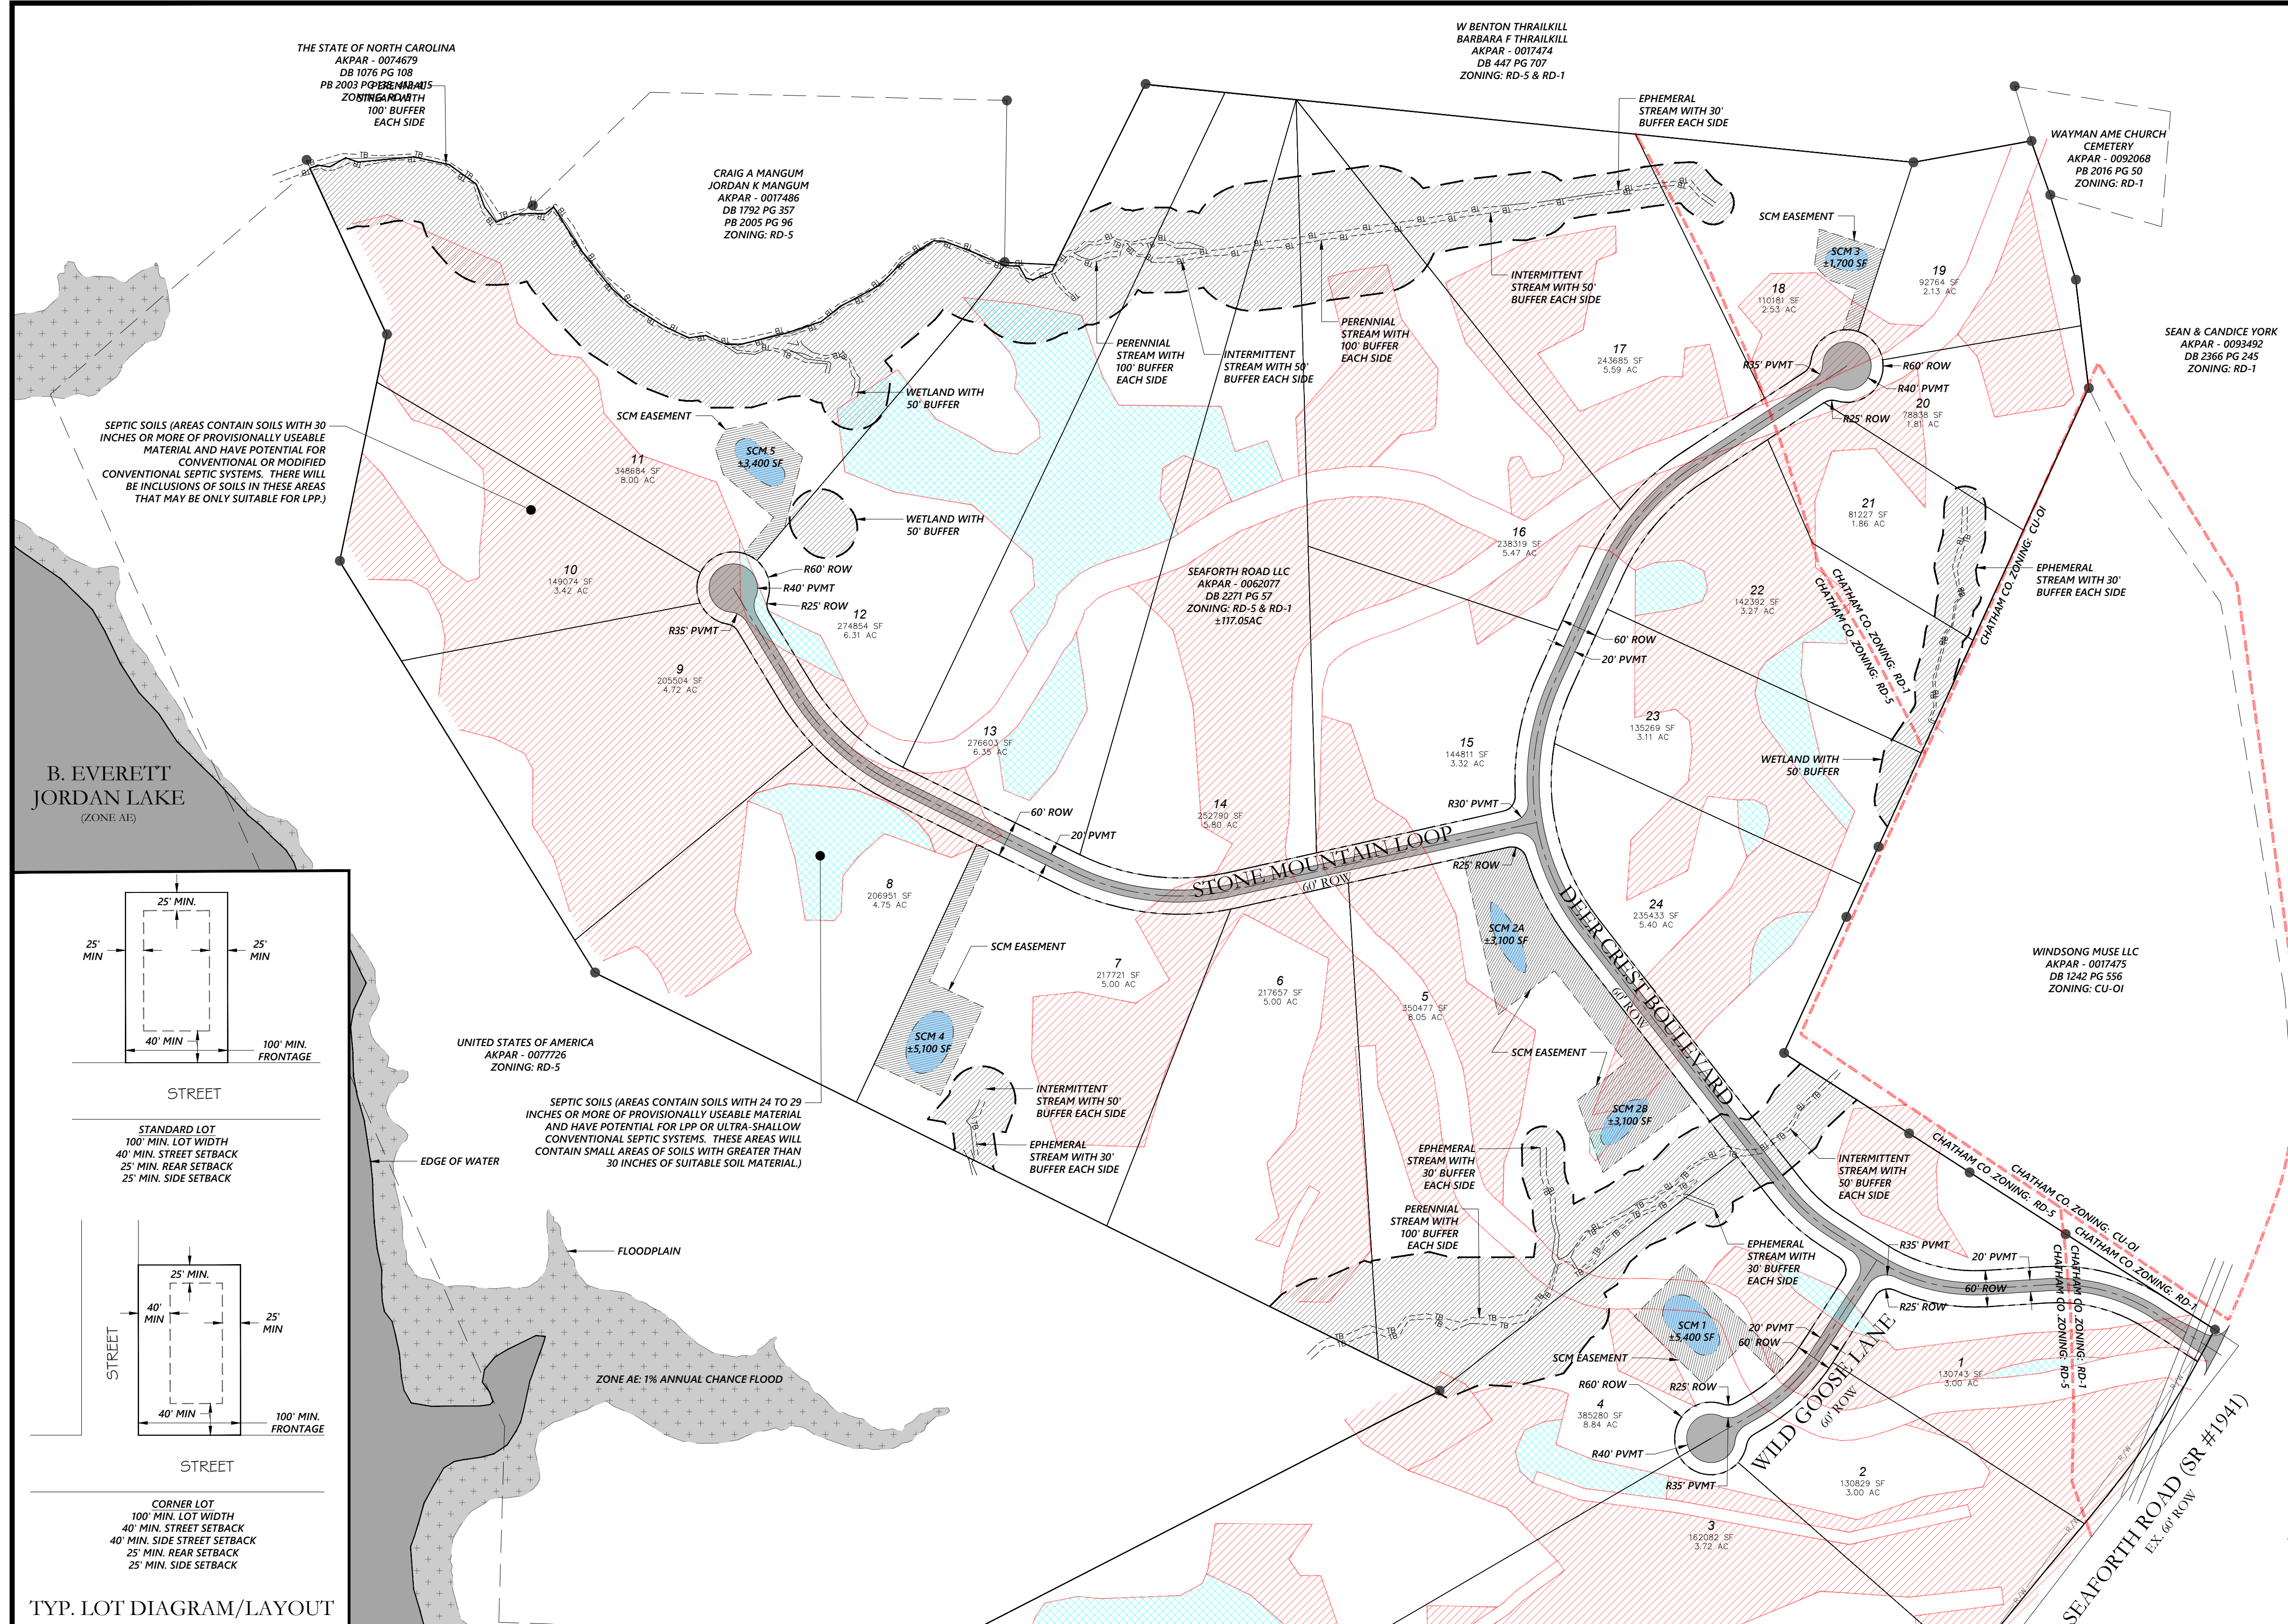 THE STATE OF NORTH CAROLINA
AKPAR - 0074679
DB 1076 PG 108
PERENNIAL
STREAM WITH
100' BUFFER
EACH SIDE
CRAIG A MANGUM
JORDAN K MANGUM
AKPAR - 0017486
DB 1792 PG 357
PB 2005 PG 96
ZONING: RD-5
W BENTON THRAILKILL
BARBARA F THRAILKILL
AKPAR - 0017474
DB 447 PG 707
ZONING: RD-5 & RD-1
EPHEMERAL
STREAM WITH 30'
BUFFER EACH SIDE
WAYMAN AME CHURCH
CEMETERY
AKPAR - 0092068
PB 2016 PG 50
ZONING: RD-1
SEAN & CANDICE YORK
AKPAR - 0093492
DB 2366 PG 245
ZONING: RD-1
SCM EASEMENT
SCM 3
±1,700 SF
18
110181 SF
2.53 AC
19
92764 SF
2.13 AC
INTERMITTENT
STREAM WITH 50'
BUFFER EACH SIDE
PERENNIAL
STREAM WITH
100' BUFFER
EACH SIDE
PERENNIAL
STREAM WITH
100' BUFFER
EACH SIDE
INTERMITTENT
STREAM WITH 50'
BUFFER EACH SIDE
17
243685 SF
5.59 AC
R35' PVMT
R60' ROW
R40' PVMT
R25' ROW
20
78838 SF
1.81 AC
WETLAND WITH
50' BUFFER
SCM EASEMENT
SCM 5
±3,400 SF
SEPTIC SOILS (AREAS CONTAIN SOILS WITH 30
INCHES OR MORE OF PROVISIONALLY USEABLE
MATERIAL AND HAVE POTENTIAL FOR
CONVENTIONAL OR MODIFIED
CONVENTIONAL SEPTIC SYSTEMS. THERE WILL
BE INCLUSIONS OF SOILS IN THESE AREAS
THAT MAY BE ONLY SUITABLE FOR LPP.)
11
348684 SF
8.00 AC
WETLAND WITH
50' BUFFER
21
81227 SF
1.86 AC
16
238319 SF
5.47 AC
CHATHAM CO. ZONING: CU-OI
EPHEMERAL
STREAM WITH 30'
BUFFER EACH SIDE
10
149074 SF
3.42 AC
R60' ROW
R40' PVMT
R25' ROW
R35' PVMT
12
274854 SF
6.31 AC
SEAFORTH ROAD LLC
AKPAR - 0062077
DB 2271 PG 57
ZONING: RD-5 & RD-1
±117.05AC
22
142392 SF
3.27 AC
CHATHAM CO. ZONING: RD-1
CHATHAM CO. ZONING: RD-5
60' ROW
20' PVMT
9
205504 SF
4.72 AC
13
276603 SF
6.35 AC
15
144811 SF
3.32 AC
23
135269 SF
3.11 AC
WETLAND WITH
50' BUFFER
B. EVERETT
JORDAN LAKE
(ZONE AE)
60' ROW
20' PVMT
14
252790 SF
5.80 AC
R30' PVMT
STONE MOUNTAIN LOOP
60' ROW
R25' ROW
8
206951 SF
4.75 AC
SCM EASEMENT
SCM 4
±5,100 SF
7
217721 SF
5.00 AC
6
217657 SF
5.00 AC
5
350477 SF
8.05 AC
SCM 2A
±3,100 SF
DEER CREST BOULEVARD
60' ROW
24
235433 SF
5.40 AC
WINDSONG MUSE LLC
AKPAR - 0017475
DB 1242 PG 556
ZONING: CU-OI
SCM EASEMENT
SCM 2B
±3,100 SF
UNITED STATES OF AMERICA
AKPAR - 0077726
ZONING: RD-5
SEPTIC SOILS (AREAS CONTAIN SOILS WITH 24 TO 29
INCHES OR MORE OF PROVISIONALLY USEABLE MATERIAL
AND HAVE POTENTIAL FOR LPP OR ULTRA-SHALLOW
CONVENTIONAL SEPTIC SYSTEMS. THESE AREAS WILL
CONTAIN SMALL AREAS OF SOILS WITH GREATER THAN
30 INCHES OF SUITABLE SOIL MATERIAL.)
INTERMITTENT
STREAM WITH 50'
BUFFER EACH SIDE
EPHEMERAL
STREAM WITH 30'
BUFFER EACH SIDE
EPHEMERAL
STREAM WITH
30' BUFFER
EACH SIDE
PERENNIAL
STREAM WITH
100' BUFFER
EACH SIDE
INTERMITTENT
STREAM WITH
50' BUFFER
EACH SIDE
EPHEMERAL
STREAM WITH
30' BUFFER
EACH SIDE
CHATHAM CO. ZONING: CU-OI
CHATHAM CO. ZONING: RD-5
CHATHAM CO. ZONING: CU-OI
CHATHAM CO. ZONING: RD-1
CHATHAM CO. ZONING: RD-1
CHATHAM CO. ZONING: RD-5
R35' PVMT
20' PVMT
60' ROW
R25' ROW
SCM 1
±5,400 SF
SCM EASEMENT
20' PVMT
60' ROW
R60' ROW
R25' ROW
4
385280 SF
8.84 AC
R40' PVMT
R35' PVMT
WILD GOOSE LANE
60' ROW
1
130743 SF
3.00 AC
2
130829 SF
3.00 AC
3
162082 SF
3.72 AC
SEAFORTH ROAD (SR #1941)
EX. 60' ROW
R/W
R/W
R/W
R/W
EDGE OF WATER
FLOODPLAIN
ZONE AE: 1% ANNUAL CHANCE FLOOD
25' MIN.
25'
MIN
25'
MIN
40' MIN
100' MIN.
FRONTAGE
STREET
STANDARD LOT
100' MIN. LOT WIDTH
40' MIN. STREET SETBACK
25' MIN. REAR SETBACK
25' MIN. SIDE SETBACK
25' MIN.
40'
MIN
25'
MIN
STREET
40' MIN
100' MIN.
FRONTAGE
STREET
CORNER LOT
100' MIN. LOT WIDTH
40' MIN. STREET SETBACK
40' MIN. SIDE STREET SETBACK
25' MIN. REAR SETBACK
25' MIN. SIDE SETBACK
TYP. LOT DIAGRAM/LAYOUT